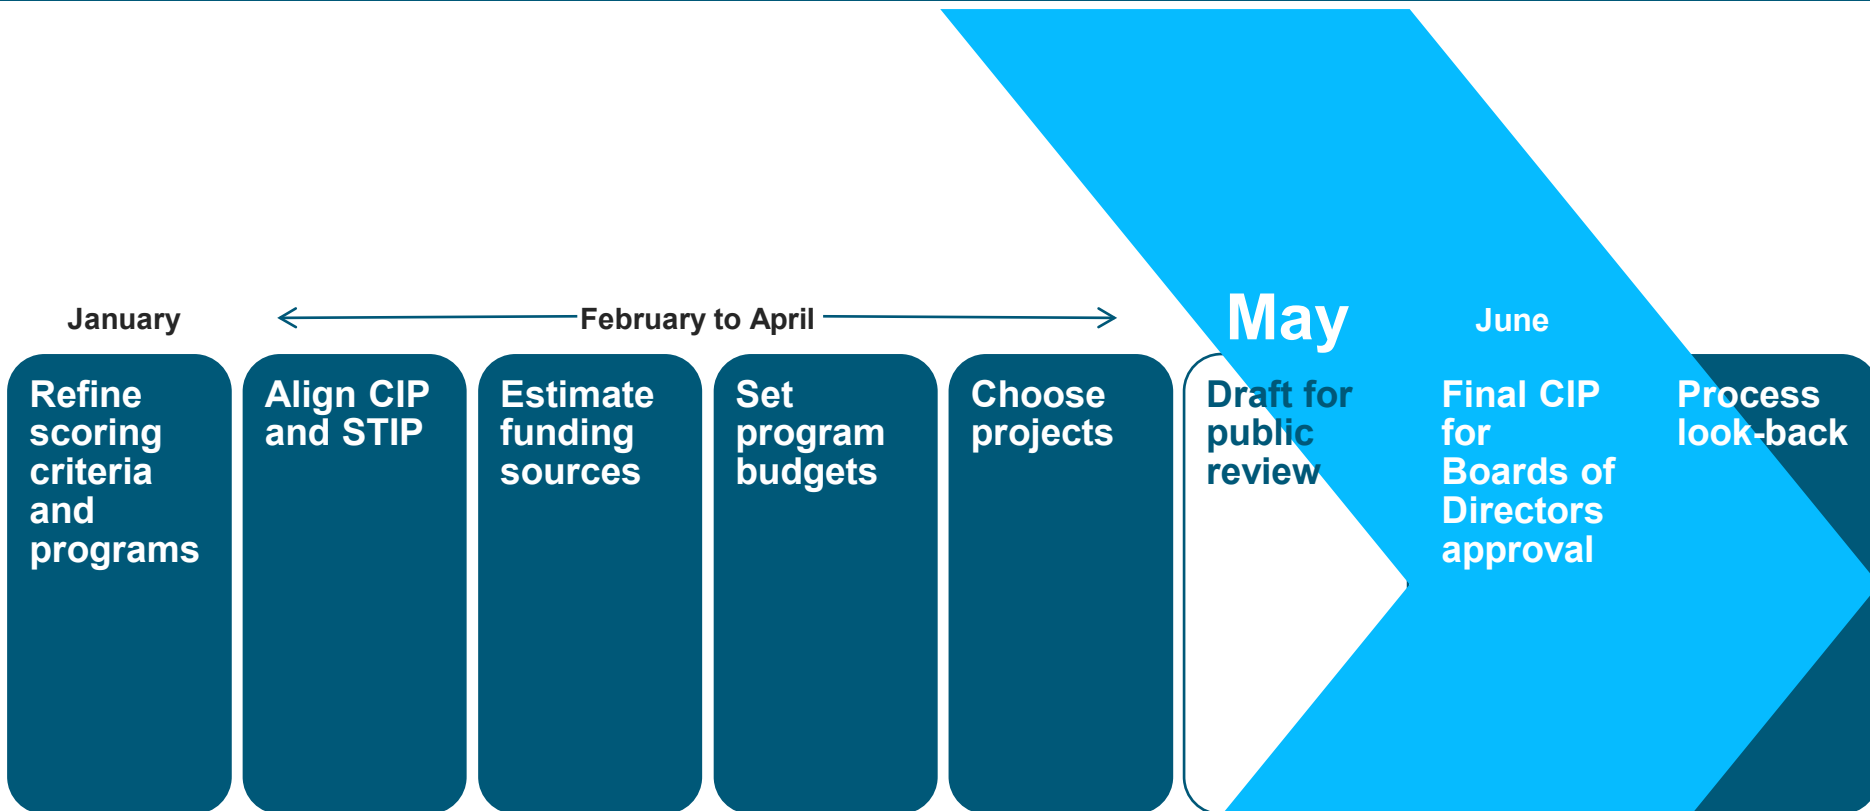 January
February to April
May
June
Refine
scoring
criteria
and
programs
Align CIP
and STIP
Estimate
funding
sources
Set
program
budgets
Choose
projects
Draft for
public
review
Final CIP
for
Boards of
Directors
approval
Process
look-back